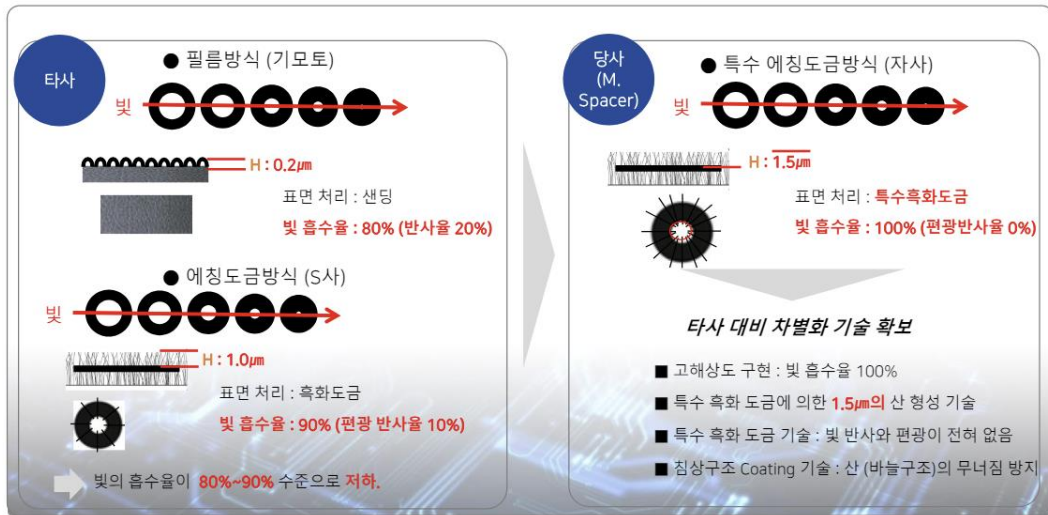 타사
● 필름방식 (기모토)
빛
H : 0.2㎛
표면 처리 : 샌딩
빛 흡수율 : 80% (반사율 20%)
● 에칭도금방식 (S사)
빛
H : 1.0㎛
표면 처리 : 흑화도금
빛 흡수율 : 90% (편광 반사율 10%)
빛의 흡수율이 80%~90% 수준으로 저하.
당사
(M.
Spacer)
● 특수 에칭도금방식 (자사)
빛
H : 1.5㎛
표면 처리 : 특수흑화도금
빛 흡수율 : 100% (편광반사율 0%)
타사 대비 차별화 기술 확보
■ 고해상도 구현 : 빛 흡수율 100%
■ 특수 흑화 도금에 의한 1.5㎛의 산 형성 기술
■ 특수 흑화 도금 기술 : 빛 반사와 편광이 전혀 없음
■ 침상구조 Coating 기술 : 산 (바늘구조)의 무너짐 방지